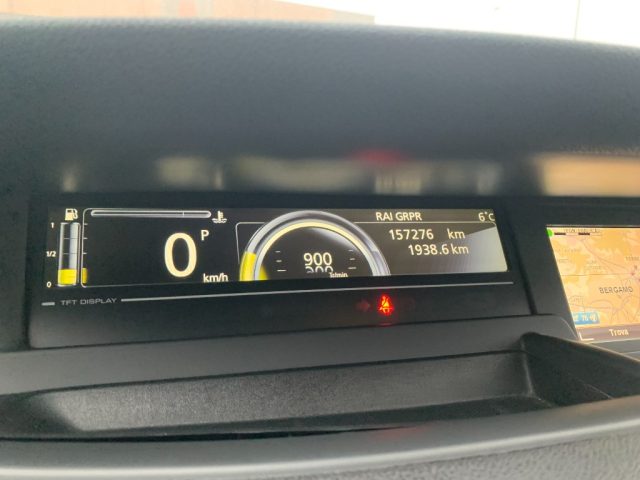 RAI GRPR 6°C
1
0 P
157276 km
1/2
900
1938.6 km
km/h
0
TFT DISPLAY
BERGAMO
76
Trova